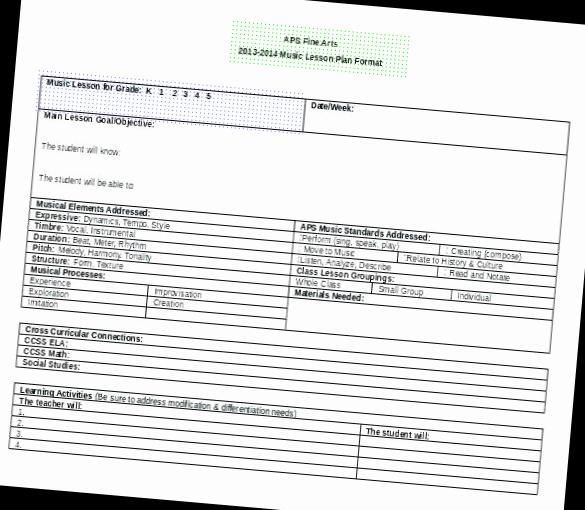 APS Fine Arts
2013-2014 Music Lesson Plan Format
Music Lesson for Grade: K 1 2 3 4 5
Date/Week:
Main Lesson Goal/Objective:
The student will know:
The student will be able to:
Musical Elements Addressed:
Expressive: Dynamics, Tempo, Style
Timbre: Vocal, Instrumental
Duration: Beat, Meter, Rhythm
Pitch: Melody, Harmony, Tonality
Structure: Form, Texture
Musical Processes:
Experience
Improvisation
Exploration
Creation
Imitation
APS Music Standards Addressed:
Perform (sing, speak, play)
Creating (compose)
Move to Music
Relate to History & Culture
Listen, Analyze, Describe
Read and Notate
Class Lesson Groupings:
Whole Class
Small Group
Individual
Materials Needed:
Cross Curricular Connections:
CCSS ELA:
CCSS Math:
Social Studies:
Learning Activities (Be sure to address modification & differentiation needs)
The teacher will:
The student will:
1.
2.
3.
4.